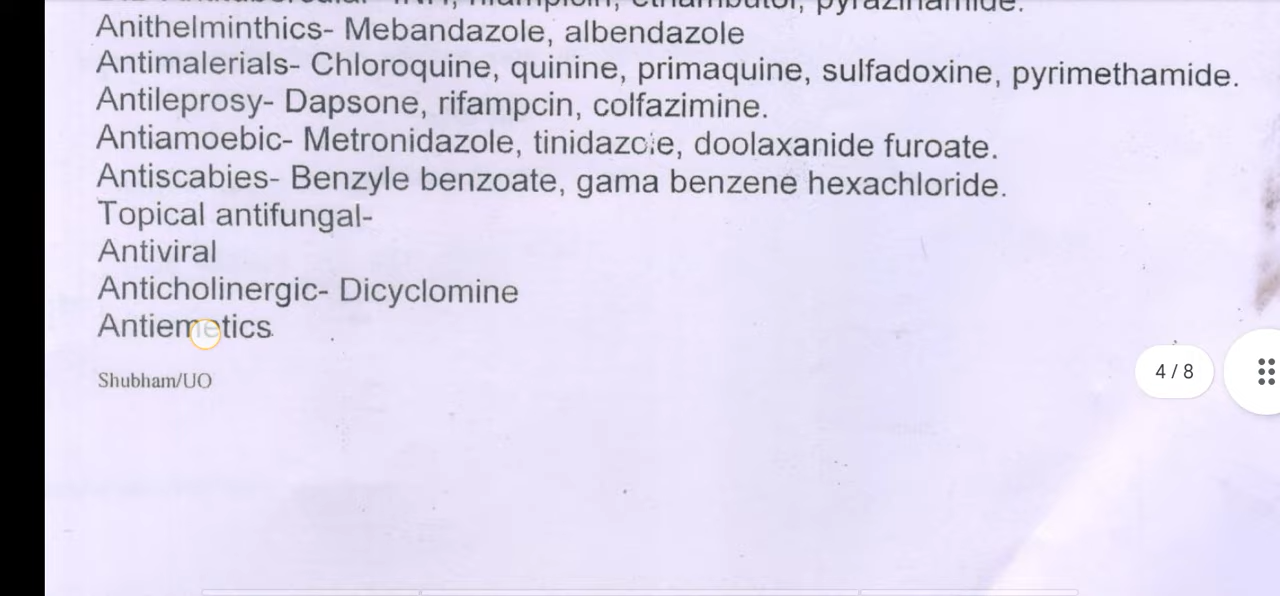 Anithelminthics- Mebandazole, albendazole
Antimalerials- Chloroquine, quinine, primaquine, sulfadoxine, pyrimethamide.
Antileprosy- Dapsone, rifampcin, colfazimine.
Antiamoebic- Metronidazole, tinidazole, doolaxanide furoate.
Antiscabies- Benzyle benzoate, gama benzene hexachloride.
Topical antifungal-
Antiviral
Anticholinergic- Dicyclomine
Antiemetics
4 / 8
Shubham/UO